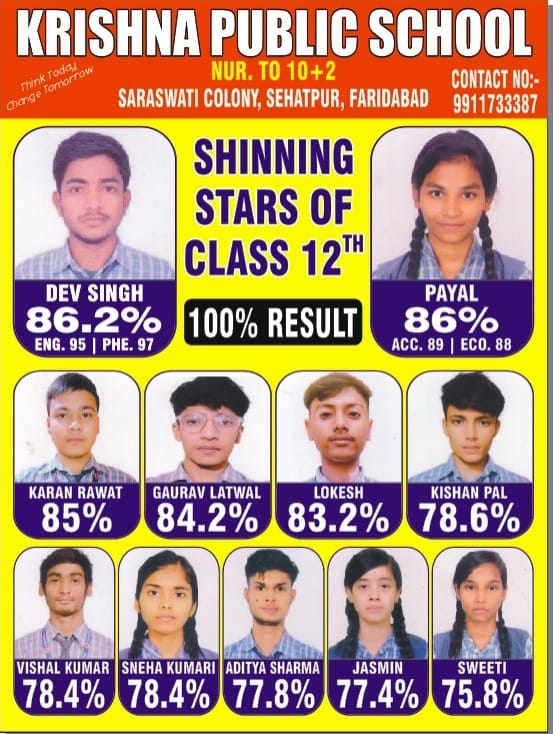 KRISHNA PUBLIC SCHOOL
Think Today
Change Tomorrow
NUR. TO 10+2
SARASWATI COLONY, SEHATPUR, FARIDABAD
CONTACT NO:-
9911733387
SHINNING
STARS OF
CLASS 12TH
100% RESULT
DEV SINGH
86.2%
ENG. 95 | PHE. 97
PAYAL
86%
ACC. 89 | ECO. 88
KARAN RAWAT
85%
GAURAV LATWAL
84.2%
LOKESH
83.2%
KISHAN PAL
78.6%
VISHAL KUMAR
78.4%
SNEHA KUMARI
78.4%
ADITYA SHARMA
77.8%
JASMIN
77.4%
SWEETI
75.8%